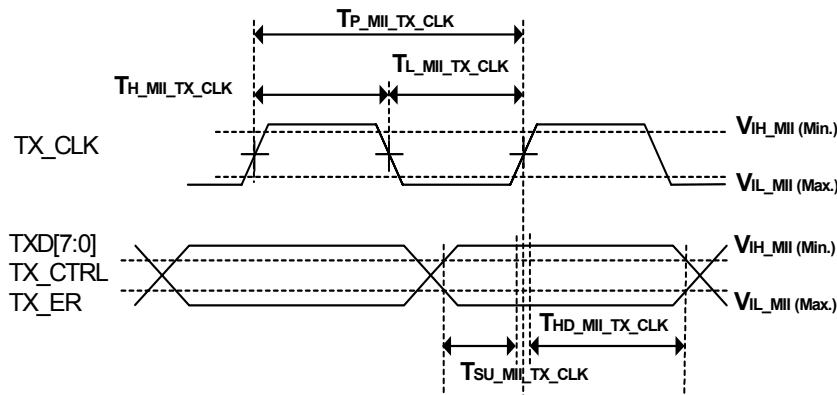 TP_MII_TX_CLK
TH_MII_TX_CLK
TL_MII_TX_CLK
TX_CLK
VIH_MII (Min.)
VIL_MII (Max.)
TXD[7:0]
TX_CTRL
TX_ER
VIH_MII (Min.)
VIL_MII (Max.)
THD_MII_TX_CLK
TSU_MII_TX_CLK